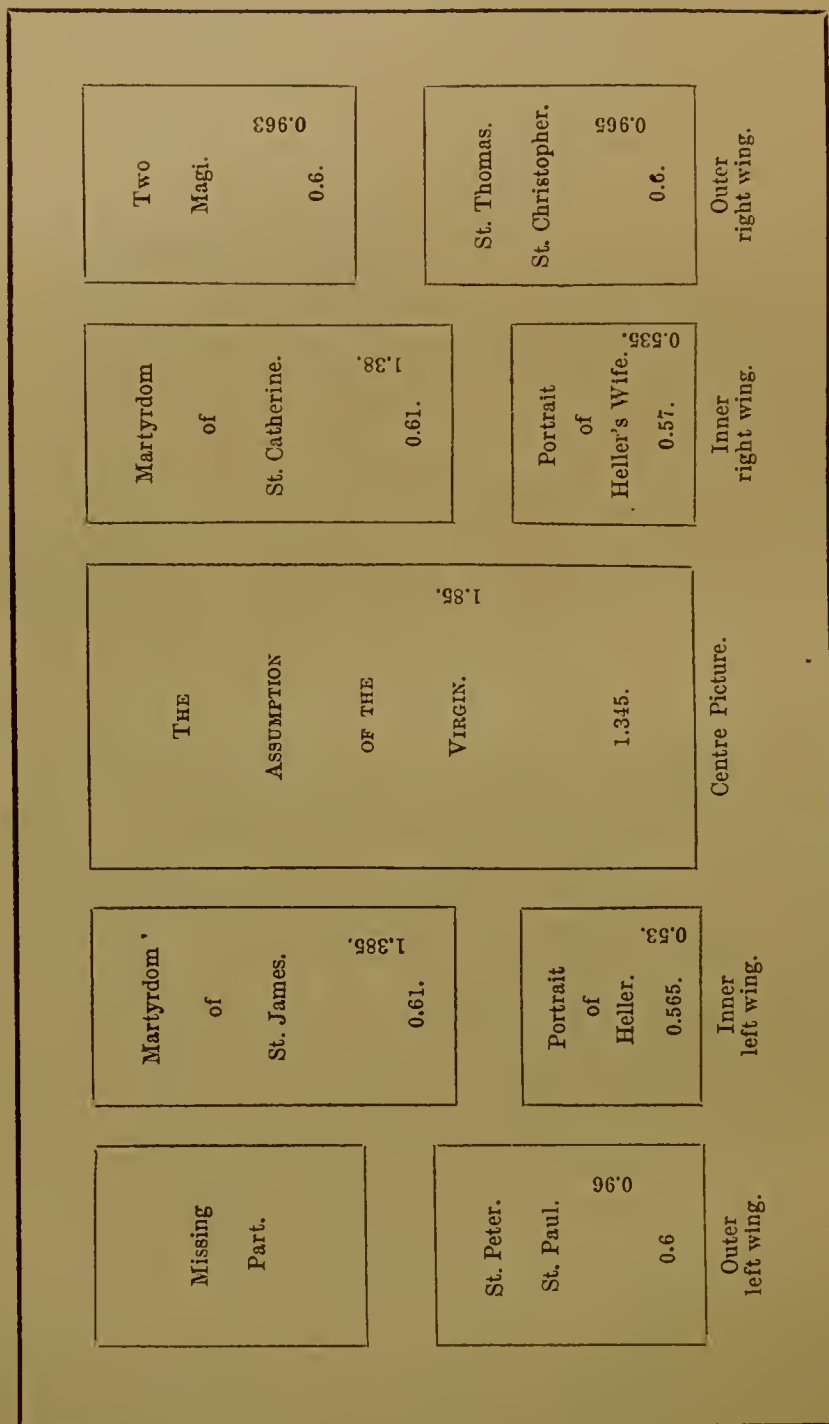 Missing
Part.
St. Peter.
St. Paul.
0.96
0.6
Outer
left wing.
Martyrdom
of
St. James.
1.385.
0.61.
Portrait
of
Heller.
0.53.
0.565.
Inner
left wing.
THE
ASSUMPTION
OF THE
VIRGIN.
1.85.
1.345.
Centre Picture.
Martyrdom
of
St. Catherine.
1.38.
0.61.
Portrait
of
Heller's Wife.
0.535.
0.57.
Inner
right wing.
Two
Magi.
0.963
0.6.
St. Thomas.
St. Christopher.
0.965
0.6.
Outer
right wing.